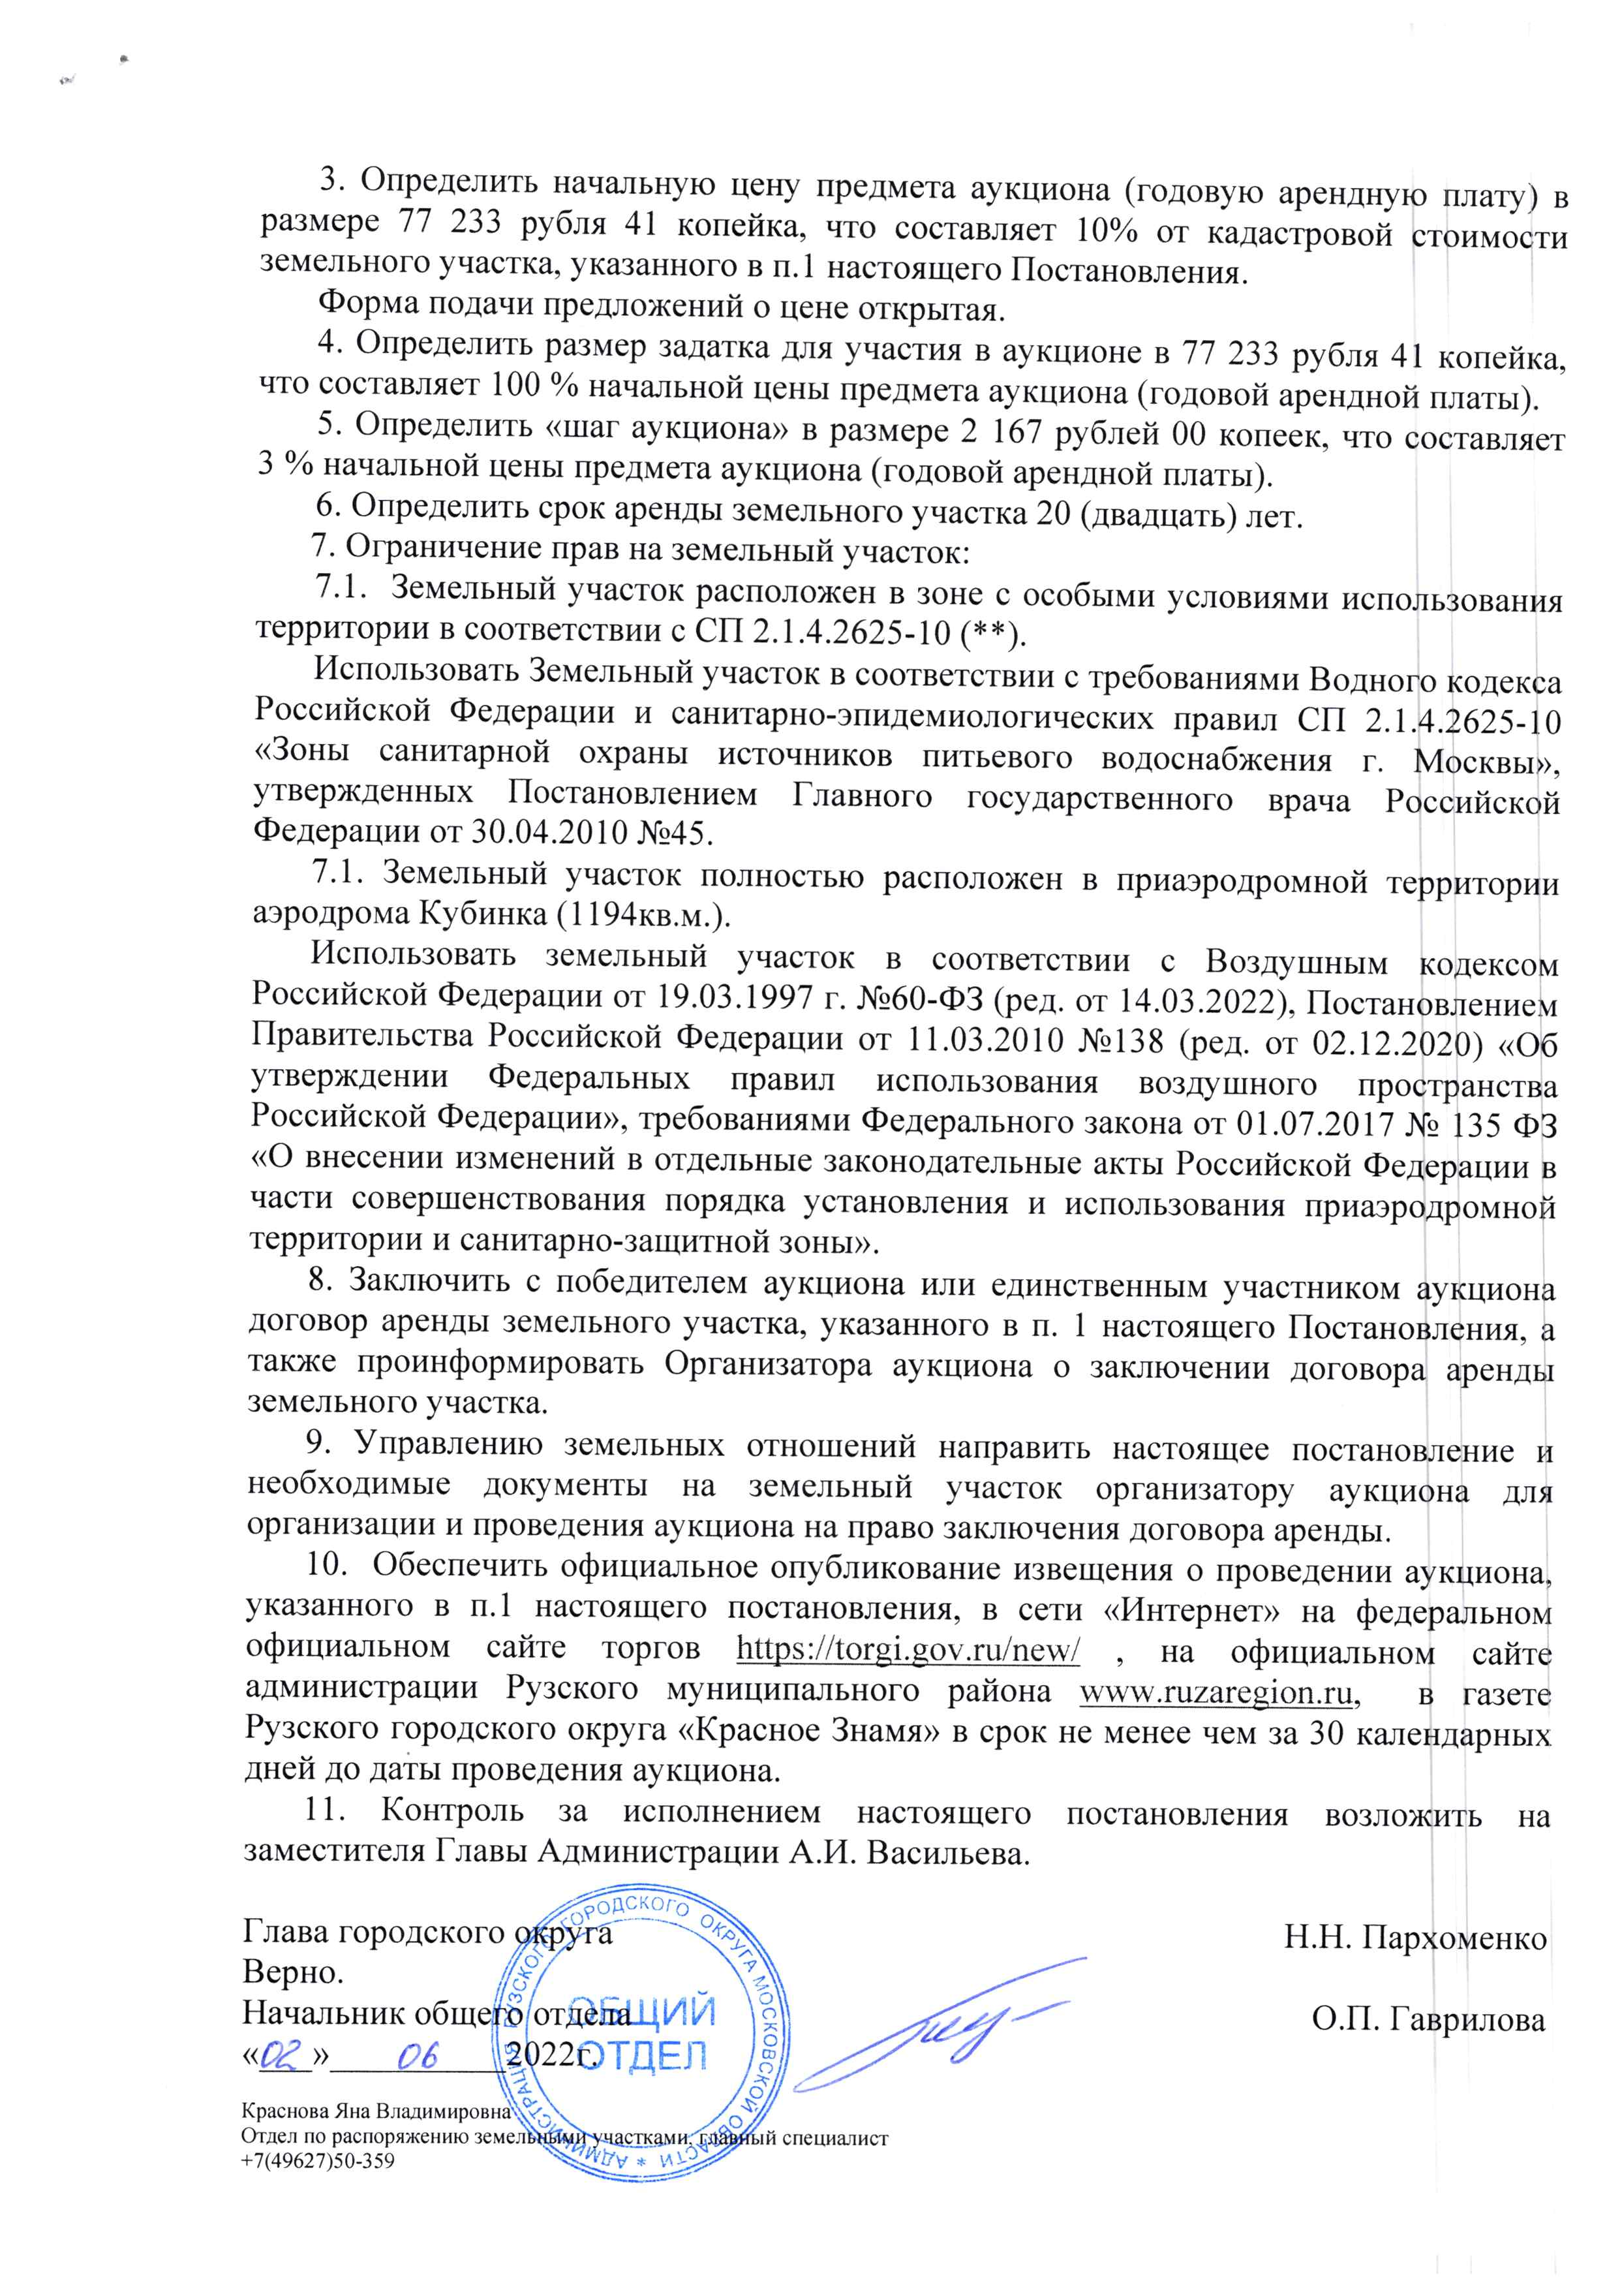 3. Определить начальную цену предмета аукциона (годовую арендную плату) в
размере 77 233 рубля 41 копейка, что составляет 10% от кадастровой стоимости
земельного участка, указанного в п.1 настоящего Постановления.
Форма подачи предложений о цене открытая.
4. Определить размер задатка для участия в аукционе в 77 233 рубля 41 копейка,
что составляет 100 % начальной цены предмета аукциона (годовой арендной платы).
5. Определить «шаг аукциона» в размере 2 167 рублей 00 копеек, что составляет
3 % начальной цены предмета аукциона (годовой арендной платы).
6. Определить срок аренды земельного участка 20 (двадцать) лет.
7. Ограничение прав на земельный участок:
7.1. Земельный участок расположен в зоне с особыми условиями использования
территории в соответствии с СП 2.1.4.2625-10 (**).
Использовать Земельный участок в соответствии с требованиями Водного кодекса
Российской Федерации и санитарно-эпидемиологических правил СП 2.1.4.2625-10
«Зоны санитарной охраны источников питьевого водоснабжения г. Москвы»,
утвержденных Постановлением Главного государственного врача Российской
Федерации от 30.04.2010 №45.
7.1. Земельный участок полностью расположен в приаэродромной территории
аэродрома Кубинка (1194кв.м.).
Использовать земельный участок в соответствии с Воздушным кодексом
Российской Федерации от 19.03.1997 г. №60-ФЗ (ред. от 14.03.2022), Постановлением
Правительства Российской Федерации от 11.03.2010 №138 (ред. от 02.12.2020) «Об
утверждении Федеральных правил использования воздушного пространства
Российской Федерации», требованиями Федерального закона от 01.07.2017 № 135 ФЗ
«О внесении изменений в отдельные законодательные акты Российской Федерации в
части совершенствования порядка установления и использования приаэродромной
территории и санитарно-защитной зоны».
8. Заключить с победителем аукциона или единственным участником аукциона
договор аренды земельного участка, указанного в п. 1 настоящего Постановления, а
также проинформировать Организатора аукциона о заключении договора аренды
земельного участка.
9. Управлению земельных отношений направить настоящее постановление и
необходимые документы на земельный участок организатору аукциона для
организации и проведения аукциона на право заключения договора аренды.
10. Обеспечить официальное опубликование извещения о проведении аукциона,
указанного в п.1 настоящего постановления, в сети «Интернет» на федеральном
официальном сайте торгов https://torgi.gov.ru/new/ , на официальном сайте
администрации Рузского муниципального района www.ruzaregion.ru, в газете
Рузского городского округа «Красное Знамя» в срок не менее чем за 30 календарных
дней до даты проведения аукциона.
11. Контроль за исполнением настоящего постановления возложить на
заместителя Главы Администрации А.И. Васильева.
Глава городского округа Н.Н. Пархоменко
Верно.
Начальник общего отдела О.П. Гаврилова
«02» 06 2022г.
АДМИНИСТРАЦИЯ РУЗСКОГО ГОРОДСКОГО ОКРУГА МОСКОВСКОЙ ОБЛАСТИ *
ОБЩИЙ
ОТДЕЛ
Краснова Яна Владимировна
Отдел по распоряжению земельными участками, главный специалист
+7(49627)50-359